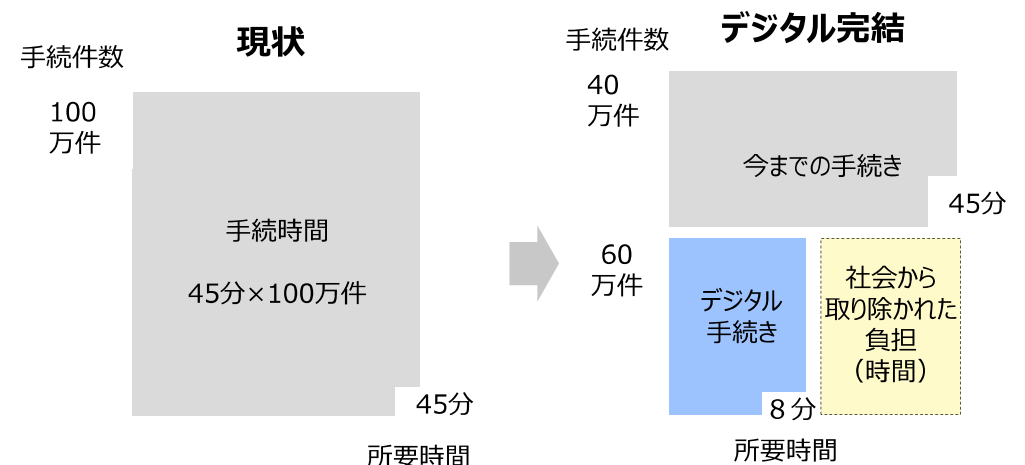 現状
手続件数
100
万件
手続時間
45分×100万件
45分
所要時間
デジタル完結
手続件数
40
万件
今までの手続き
45分
60
万件
デジタル
手続き
社会から
取り除かれた
負担
（時間）
８分
所要時間